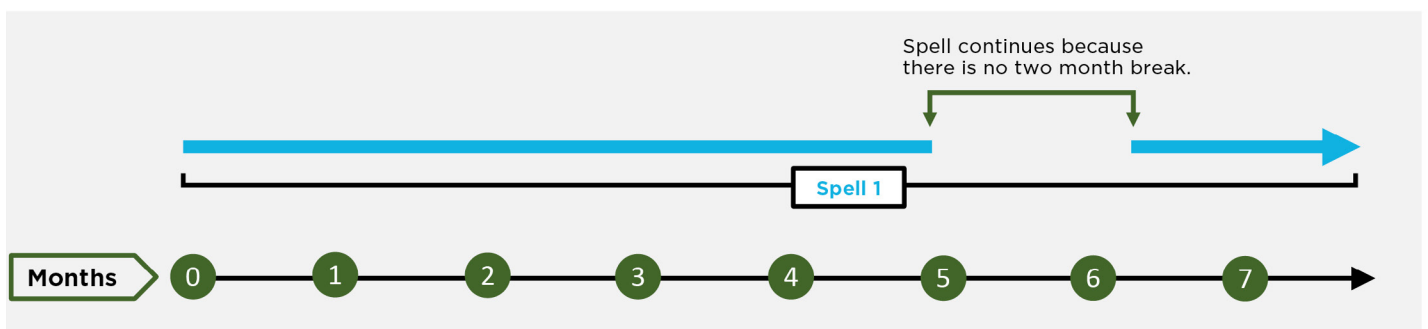 Spell continues because
there is no two month break.
Spell 1
Months 0 1 2 3 4 5 6 7